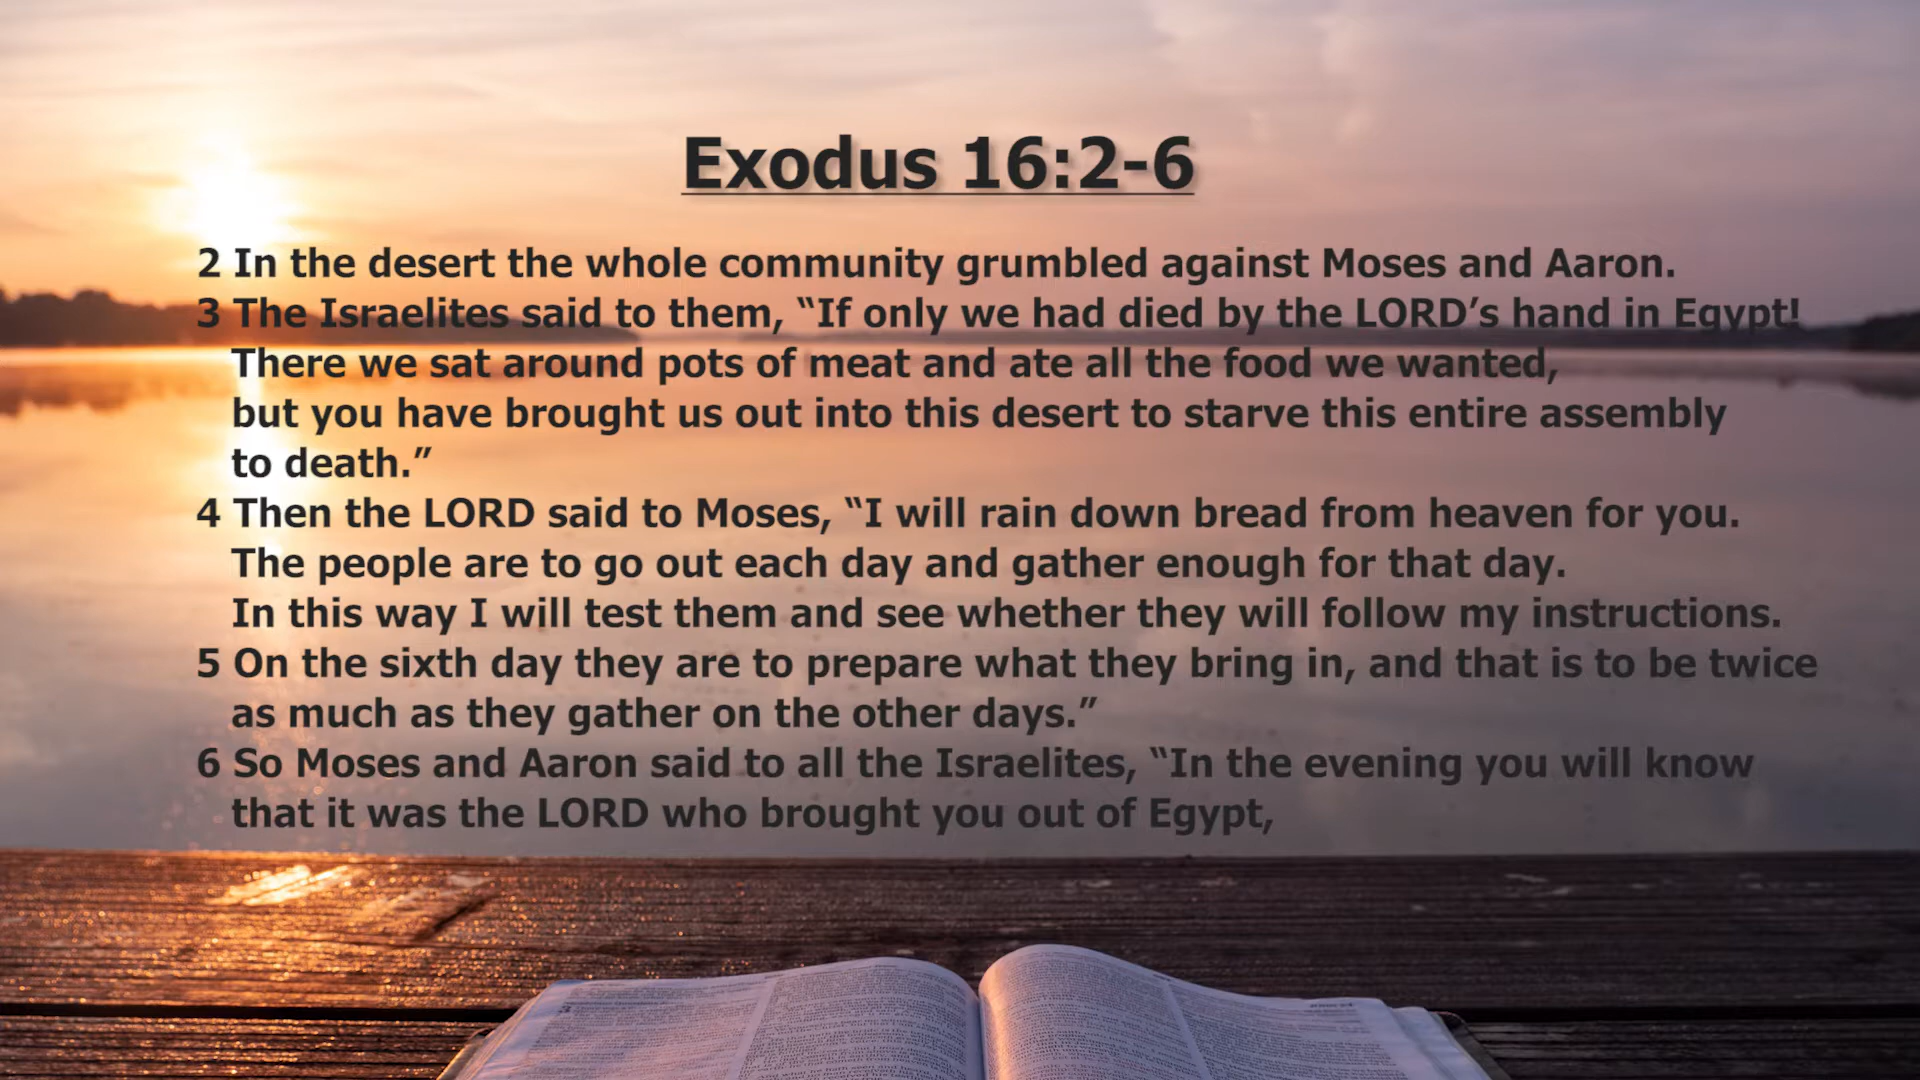 Exodus 16:2-6
2 In the desert the whole community grumbled against Moses and Aaron.
3 The Israelites said to them, “If only we had died by the LORD’s hand in Egypt!
There we sat around pots of meat and ate all the food we wanted,
but you have brought us out into this desert to starve this entire assembly
to death.”
4 Then the LORD said to Moses, “I will rain down bread from heaven for you.
The people are to go out each day and gather enough for that day.
In this way I will test them and see whether they will follow my instructions.
5 On the sixth day they are to prepare what they bring in, and that is to be twice
as much as they gather on the other days.”
6 So Moses and Aaron said to all the Israelites, “In the evening you will know
that it was the LORD who brought you out of Egypt,